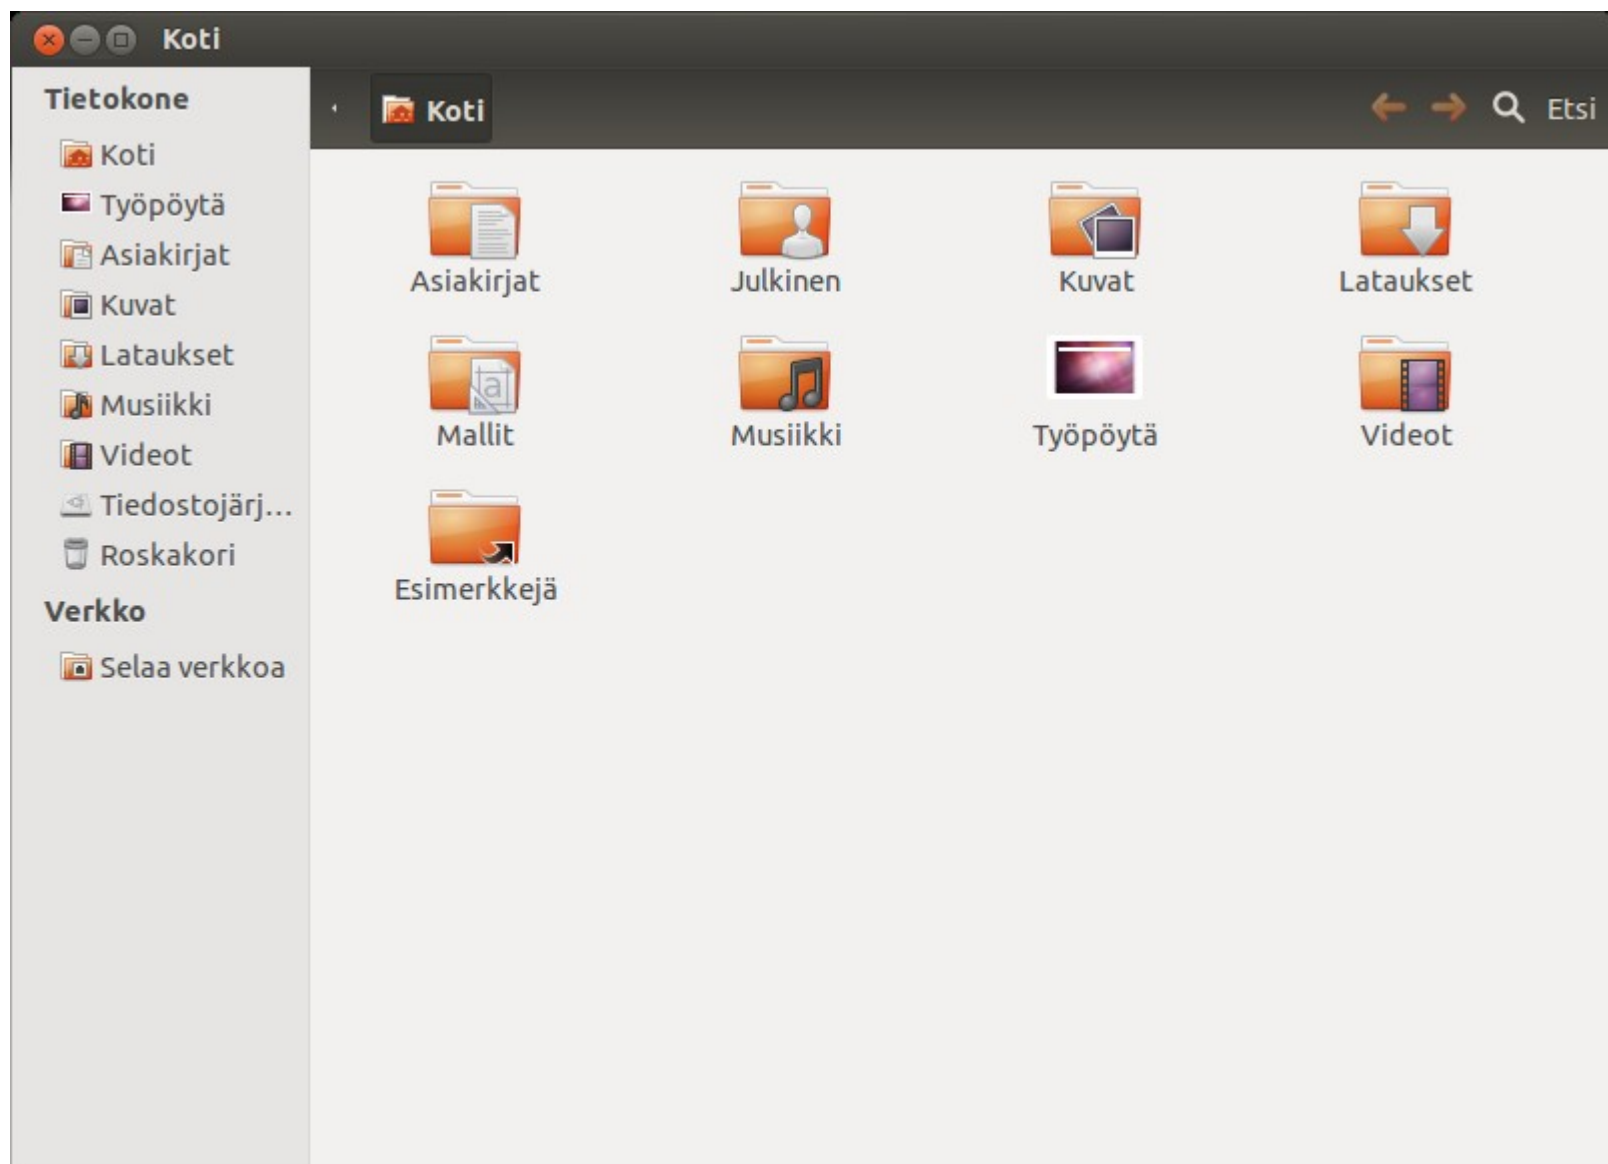 Koti
Tietokone
Koti
Työpöytä
Asiakirjat
Kuvat
Lataukset
Musiikki
Videot
Tiedostojärj...
Roskakori
Verkko
Selaa verkkoa
Koti
Etsi
Asiakirjat
Julkinen
Kuvat
Lataukset
Mallit
Musiikki
Työpöytä
Videot
Esimerkkejä